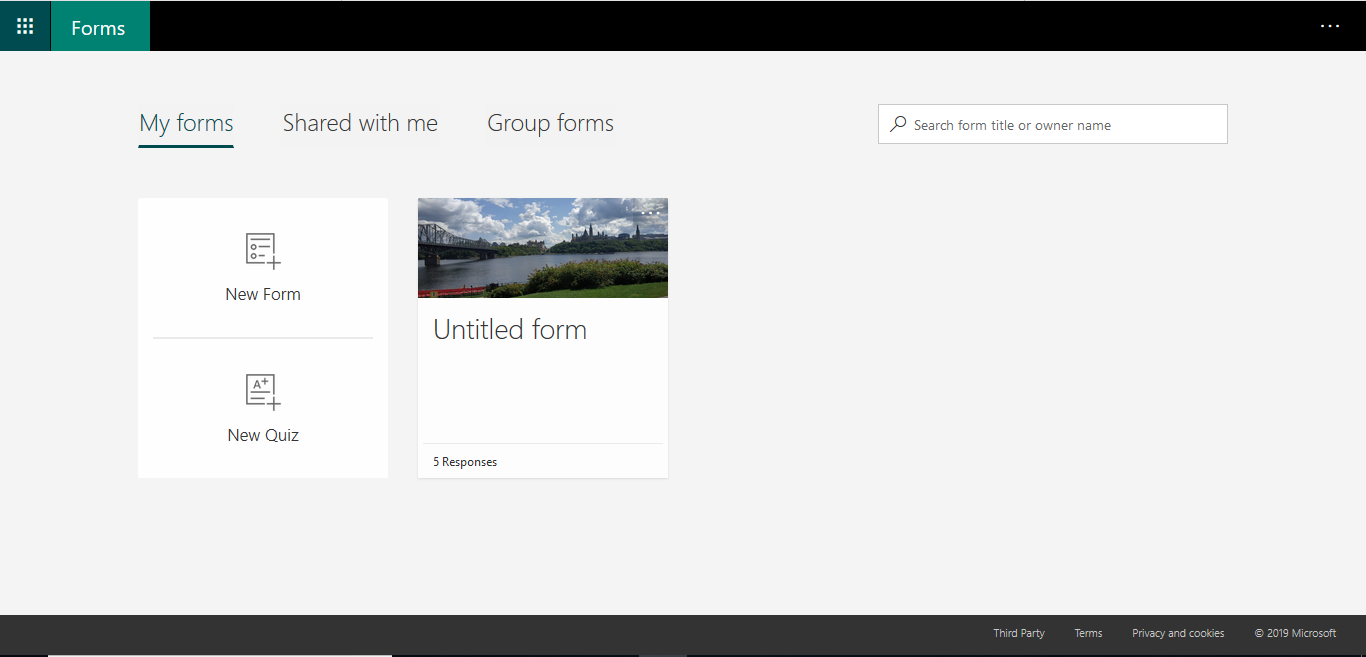 Forms
My forms Shared with me Group forms
Search form title or owner name
New Form
A+
New Quiz
Untitled form
5 Responses
Third Party Terms Privacy and cookies © 2019 Microsoft